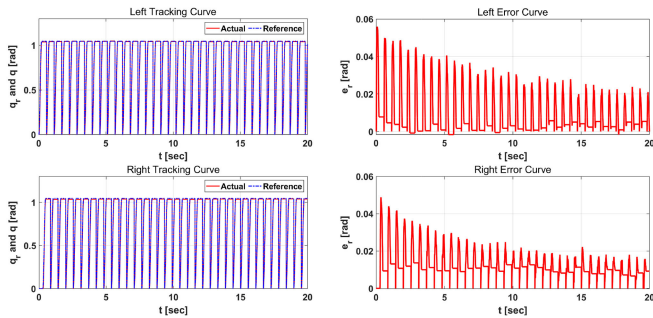 Left Tracking Curve
Actual Reference
q_r and q [rad]
1
0.5
0
0 5 10 15 20
t [sec]
Left Error Curve
e_r [rad]
0.06
0.04
0.02
0
0 5 10 15 20
t [sec]
Right Tracking Curve
Actual Reference
q_r and q [rad]
1
0.5
0
0 5 10 15 20
t [sec]
Right Error Curve
e_r [rad]
0.06
0.04
0.02
0
0 5 10 15 20
t [sec]